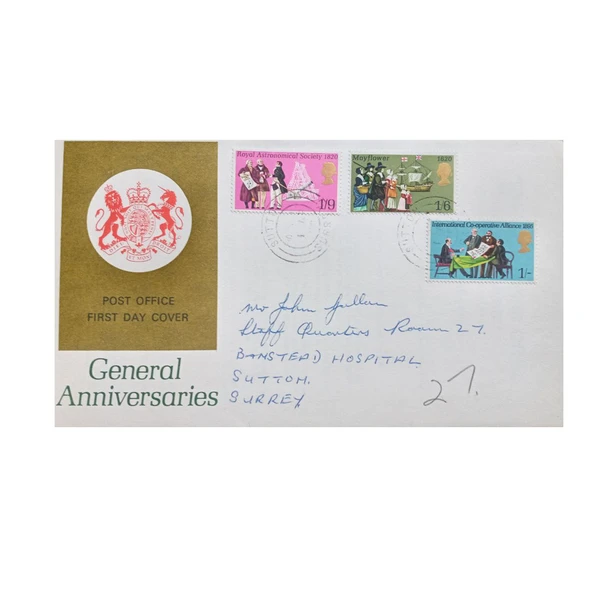 Royal Astronomical Society 1820
1/9
Mayflower 1620
1/6
International Co-operative Alliance 1895
1/-
POST OFFICE
FIRST DAY COVER
General
Anniversaries
Mr John
Staff Quarters Room 27.
BANSTEAD HOSPITAL
SUTTON.
SURREY
27.